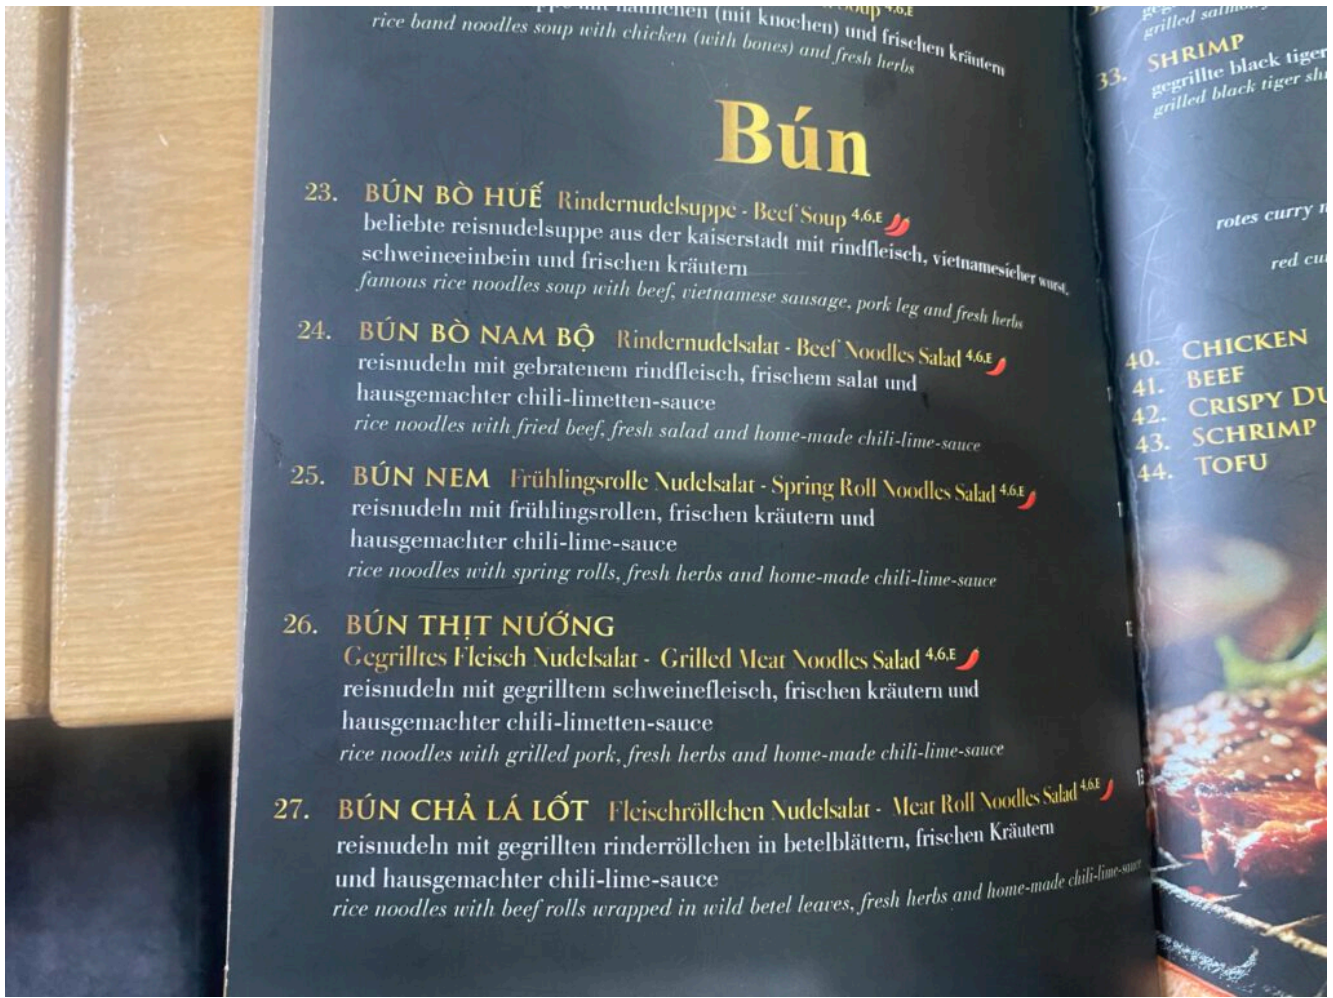 rice band noodles soup with chicken (with bones) and fresh herbs
(mit knochen) und frischen kräutern
Bún
23. BÚN BÒ HUẾ Rindernudelsuppe - Beef Soup 4,6,E
beliebte reisnudelsuppe aus der kaiserstadt mit rindfleisch, vietnamesicher wurst,
schweineeinbein und frischen kräutern
famous rice noodles soup with beef, vietnamese sausage, pork leg and fresh herbs
24. BÚN BÒ NAM BỘ Rindernudelsalat - Beef Noodles Salad 4,6,E
reisnudeln mit gebratenem rindfleisch, frischem salat und
hausgemachter chili-limetten-sauce
rice noodles with fried beef, fresh salad and home-made chili-lime-sauce
25. BÚN NEM Frühlingsrolle Nudelsalat - Spring Roll Noodles Salad 4,6,E
reisnudeln mit frühlingsrollen, frischen kräutern und
hausgemachter chili-lime-sauce
rice noodles with spring rolls, fresh herbs and home-made chili-lime-sauce
26. BÚN THỊT NƯỚNG
Gegrilltes Fleisch Nudelsalat - Grilled Meat Noodles Salad 4,6,E
reisnudeln mit gegrilltem schweinefleisch, frischen kräutern und
hausgemachter chili-limetten-sauce
rice noodles with grilled pork, fresh herbs and home-made chili-lime-sauce
27. BÚN CHẢ LÁ LỐT Fleischröllchen Nudelsalat - Meat Roll Noodles Salad 4,6,E
reisnudeln mit gegrillten rinderröllchen in betelblättern, frischen Kräutern
und hausgemachter chili-lime-sauce
rice noodles with beef rolls wrapped in wild betel leaves, fresh herbs and home-made chili-lime-sauce
grilled
33. SHRIMP
gegrillte black tiger
grilled black tiger
rotes curry
red
40. CHICKEN
41. BEEF
42. CRISPY DU
43. SCHRIMP
44. TOFU